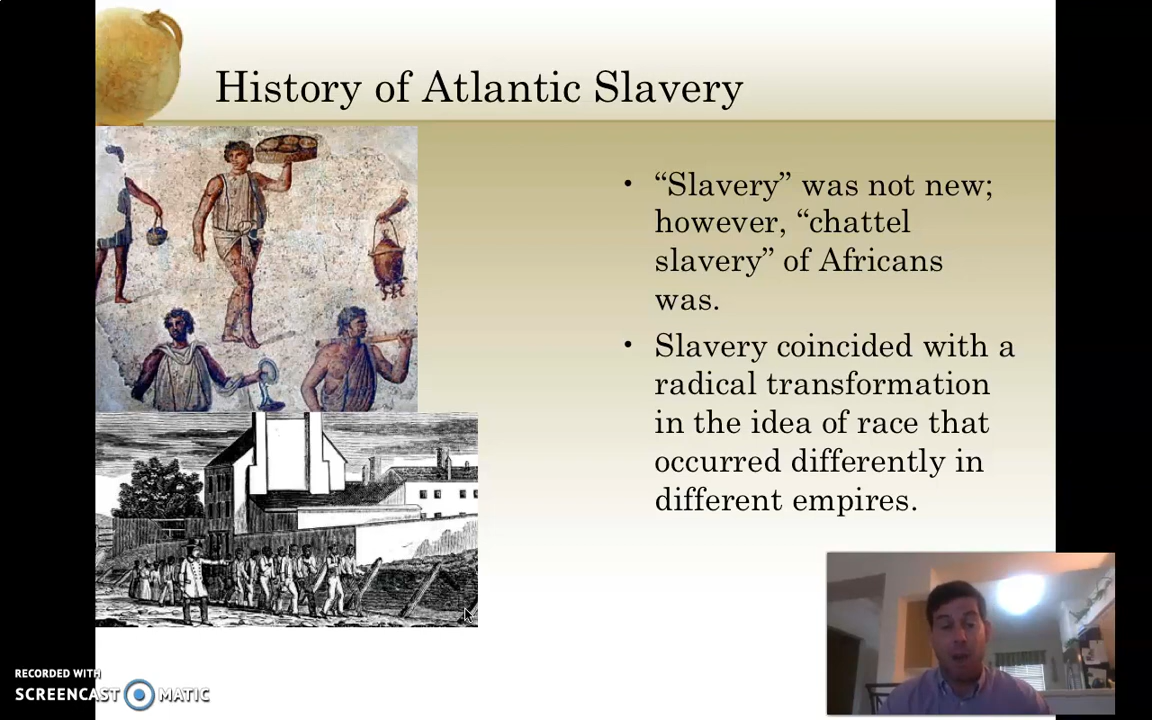 History of Atlantic Slavery
• “Slavery” was not new;
however, “chattel
slavery” of Africans
was.
• Slavery coincided with a
radical transformation
in the idea of race that
occurred differently in
different empires.
RECORDED WITH
SCREENCAST MATIC